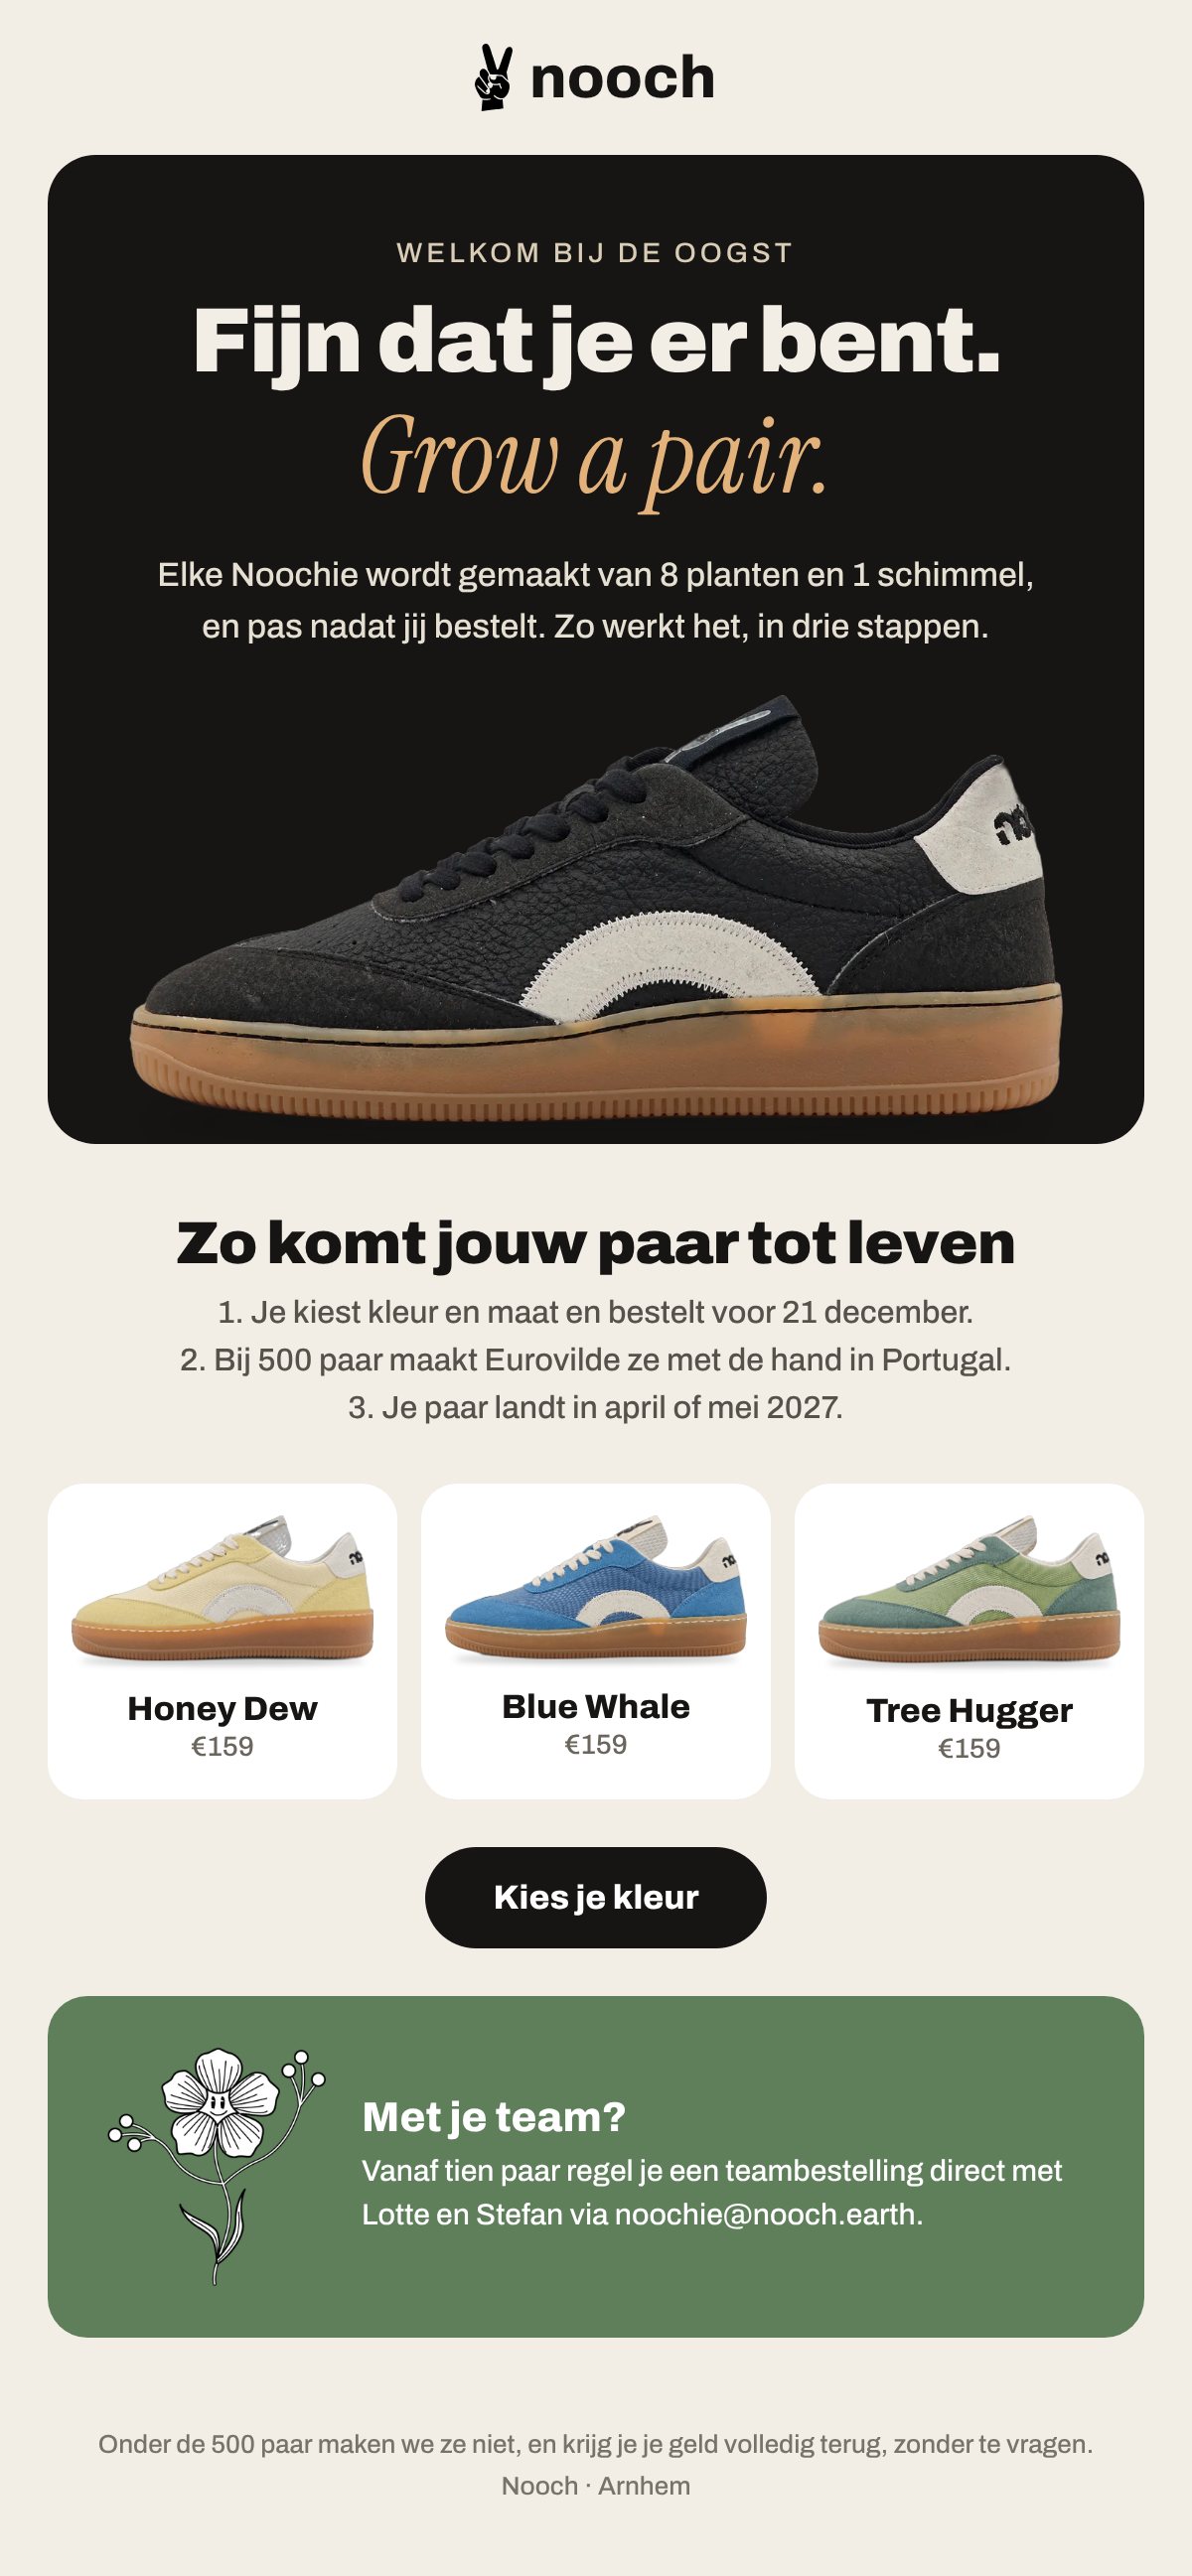 nooch
WELKOM BIJ DE OOGST
Fijn dat je er bent.
Grow a pair.
Elke Noochie wordt gemaakt van 8 planten en 1 schimmel,
en pas nadat jij bestelt. Zo werkt het, in drie stappen.
Zo komt jouw paar tot leven
1. Je kiest kleur en maat en bestelt voor 21 december.
2. Bij 500 paar maakt Eurovilde ze met de hand in Portugal.
3. Je paar landt in april of mei 2027.
Honey Dew
€159
Blue Whale
€159
Tree Hugger
€159
Kies je kleur
Met je team?
Vanaf tien paar regel je een teambestelling direct met
Lotte en Stefan via noochie@nooch.earth.
Onder de 500 paar maken we ze niet, en krijg je je geld volledig terug, zonder te vragen.
Nooch · Arnhem